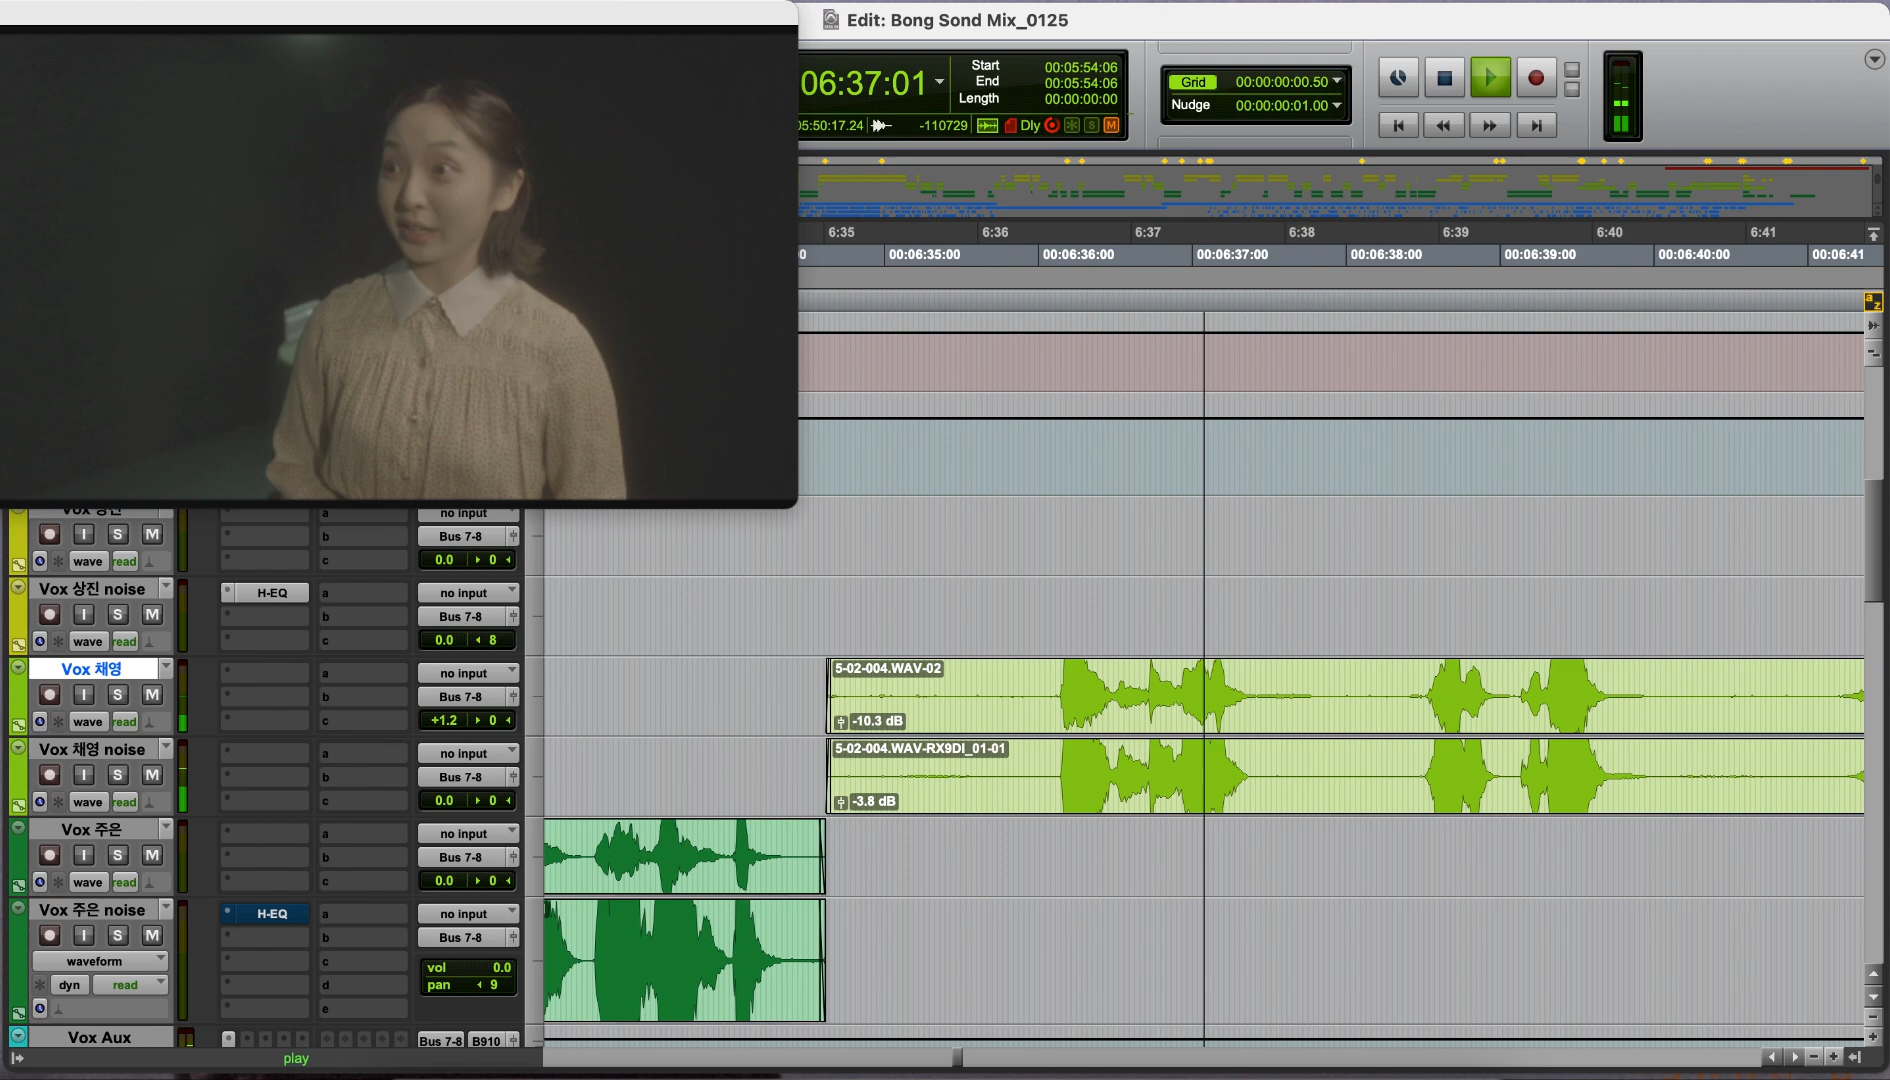 Edit: Bong Sond Mix_0125
06:37:01
Start 00:05:54:06
End 00:05:54:06
Length 00:00:00:00
05:50:17.24 -110729 Dly S M
Grid 00:00:00:00.50
Nudge 00:00:00:01.00
6:35 6:36 6:37 6:38 6:39 6:40 6:41
00:06:35:00 00:06:36:00 00:06:37:00 00:06:38:00 00:06:39:00 00:06:40:00 00:06:41
a z
Vox 상진 a no input
I S M b Bus 7-8
wave read c 0.0 0
Vox 상진 noise H-EQ a no input
I S M b Bus 7-8
wave read c 0.0 8
Vox 채영 a no input 5-02-004.WAV-02
I S M b Bus 7-8
wave read c +1.2 0 -10.3 dB
Vox 채영 noise a no input 5-02-004.WAV-RX9DI_01-01
I S M b Bus 7-8
wave read c 0.0 0 -3.8 dB
Vox 주은 a no input
I S M b Bus 7-8
wave read c 0.0 0
Vox 주은 noise H-EQ a no input
I S M b Bus 7-8
waveform c vol 0.0
dyn read d pan 9
e
Vox Aux Bus 7-8 B910
play